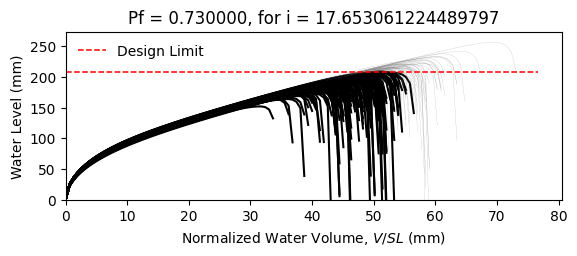 Pf = 0.730000, for i = 17.653061224489797
Design Limit
Water Level (mm)
250
200
150
100
50
0
0 10 20 30 40 50 60 70 80
Normalized Water Volume, V/SL (mm)